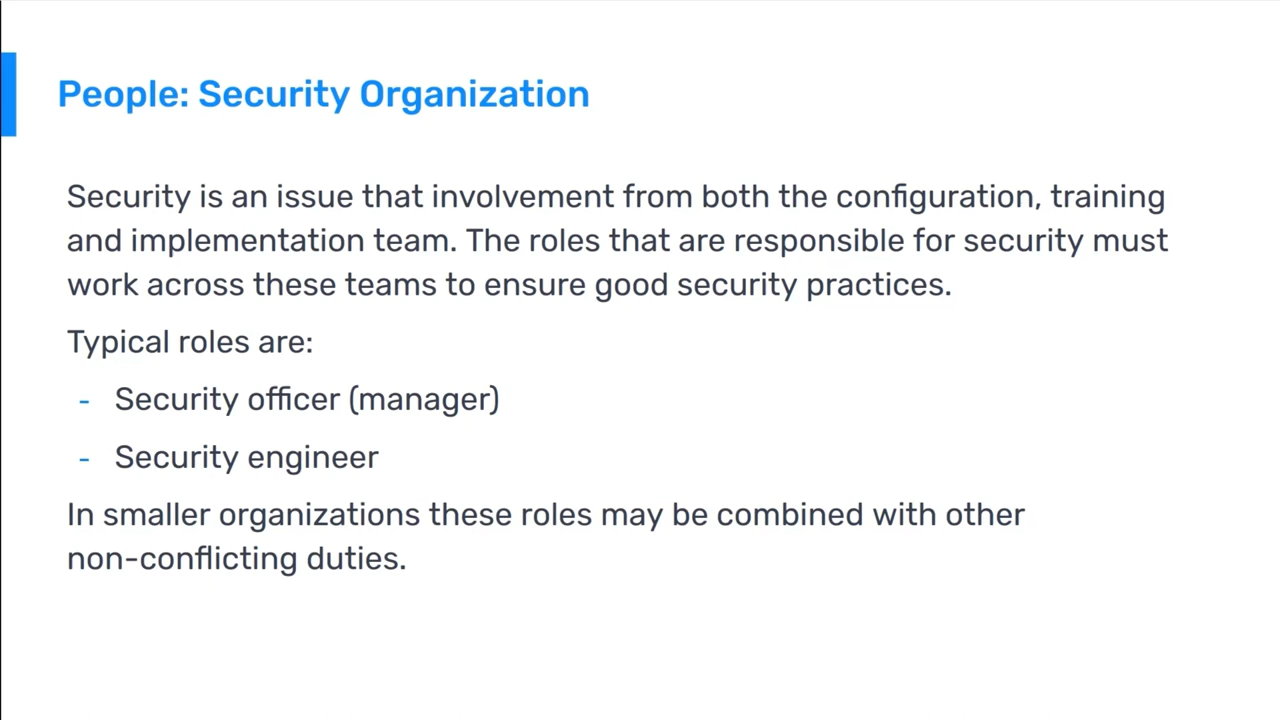 People: Security Organization
Security is an issue that involvement from both the configuration, training
and implementation team. The roles that are responsible for security must
work across these teams to ensure good security practices.
Typical roles are:
- Security officer (manager)
- Security engineer
In smaller organizations these roles may be combined with other
non-conflicting duties.